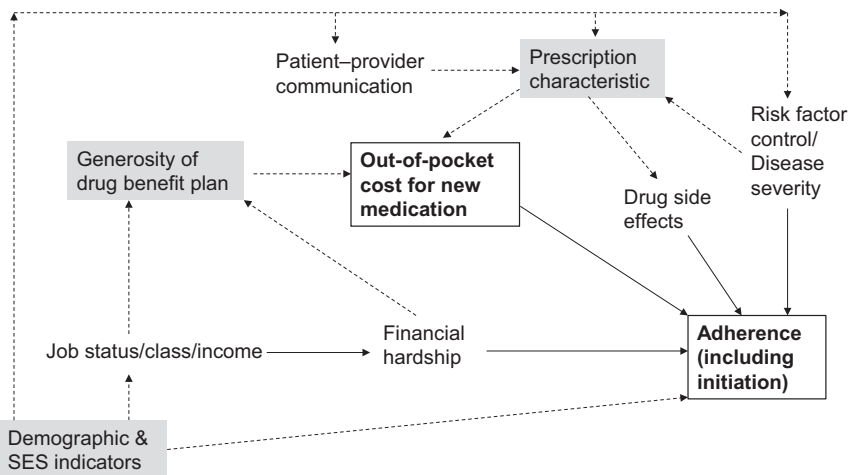 Patient–provider
communication
Prescription
characteristic
Risk factor
control/
Disease
severity
Generosity of
drug benefit plan
Out-of-pocket
cost for new
medication
Drug side
effects
Job status/class/income
Financial
hardship
Adherence
(including
initiation)
Demographic &
SES indicators